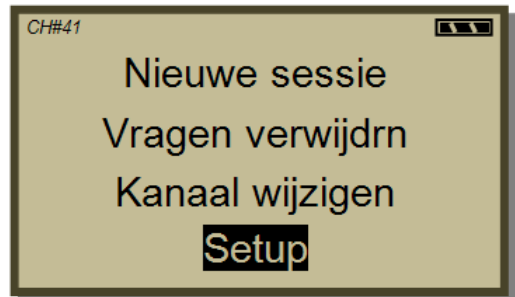 CH#41
Nieuwe sessie
Vragen verwijdrn
Kanaal wijzigen
Setup